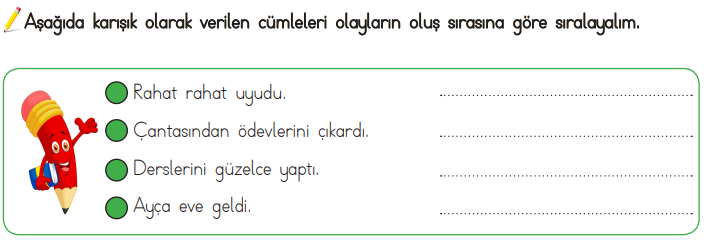 Aşağıda karışık olarak verilen cümleleri olayların oluş sırasına göre sıralayalım.
Rahat rahat uyudu.
Çantasından ödevlerini çıkardı.
Derslerini güzelce yaptı.
Ayça eve geldi.